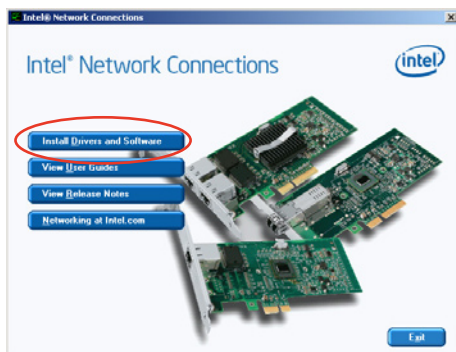 Intel® Network Connections
Intel® Network Connections
intel
Install Drivers and Software
View User Guides
View Release Notes
Networking at Intel.com
Exit